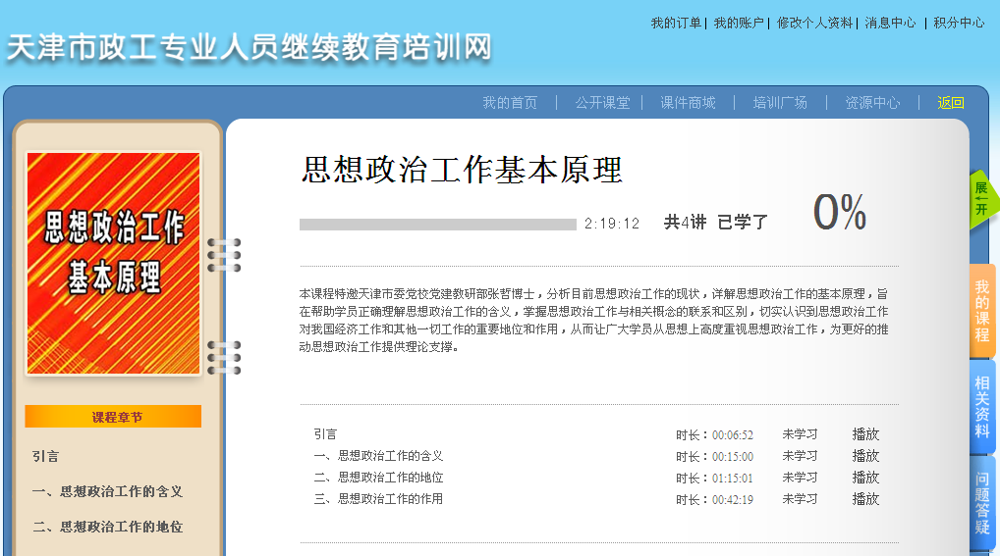 我的订单| 我的账户| 修改个人资料| 消息中心 | 积分中心
天津市政工专业人员继续教育培训网
我的首页 | 公开课堂 | 课件商城 | 培训广场 | 资源中心 | 返回
思想政治工作
基本原理
课程章节
引言
一、思想政治工作的含义
二、思想政治工作的地位
思想政治工作基本原理
2:19:12 共4讲 已学了 0%
本课程特邀天津市委党校党建教研部张哲博士，分析目前思想政治工作的现状，详解思想政治工作的基本原理，旨
在帮助学员正确理解思想政治工作的含义，掌握思想政治工作与相关概念的联系和区别，切实认识到思想政治工作
对我国经济工作和其他一切工作的重要地位和作用，从而让广大学员从思想上高度重视思想政治工作，为更好的推
动思想政治工作提供理论支撑。
引言 时长：00:06:52 未学习 播放
一、思想政治工作的含义 时长：00:15:00 未学习 播放
二、思想政治工作的地位 时长：01:15:01 未学习 播放
三、思想政治工作的作用 时长：00:42:19 未学习 播放
展←开
我的课程
相关资料
问题答疑